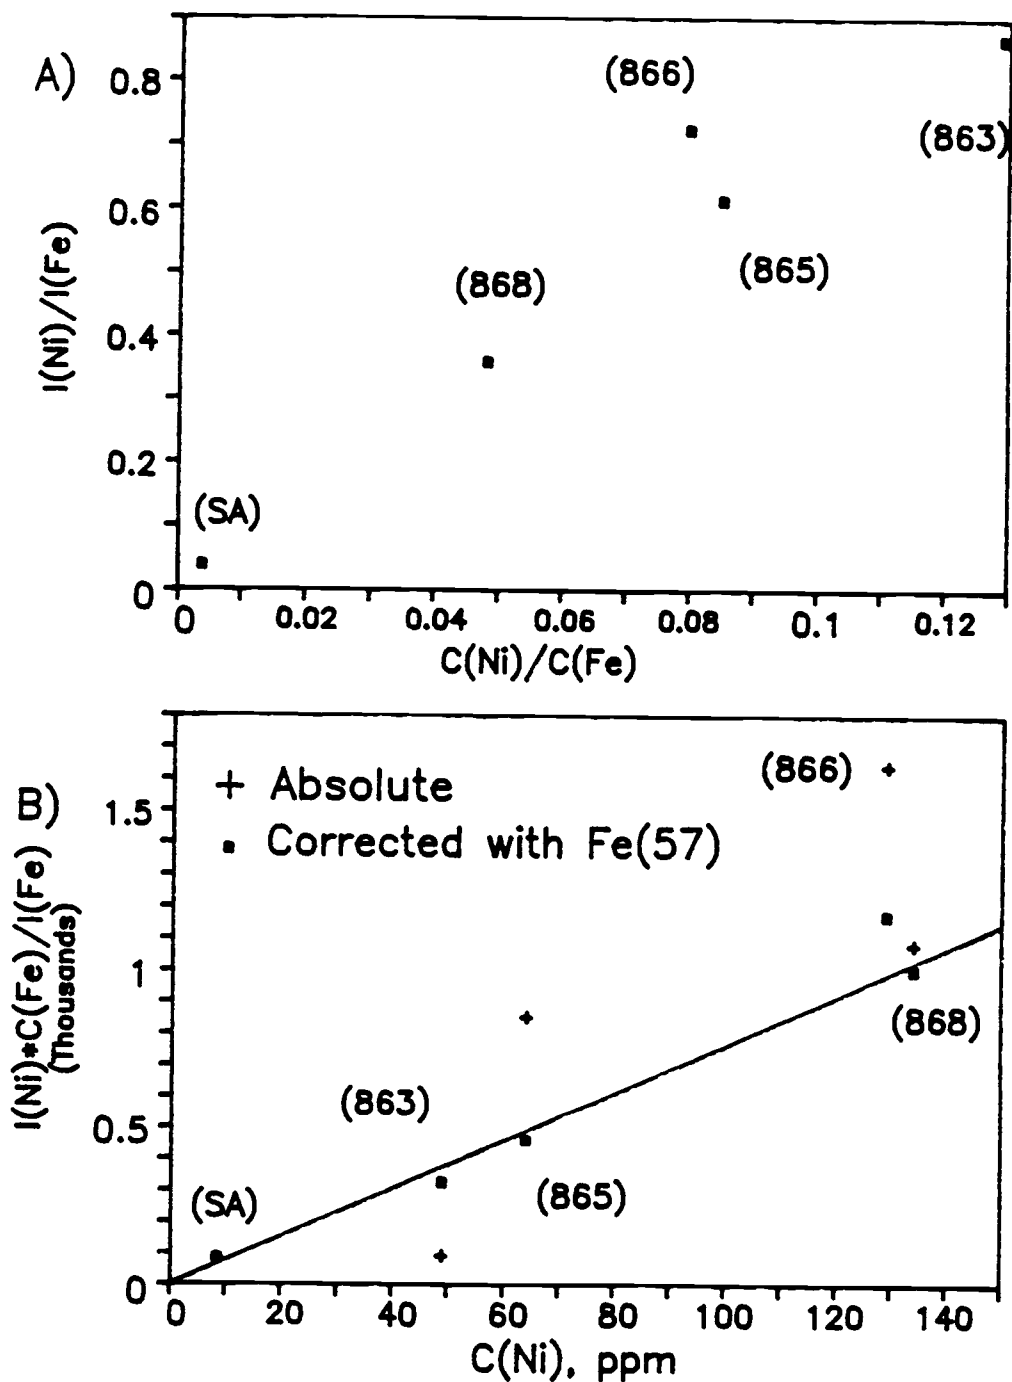 A)
I(Ni)/I(Fe)
0.8
0.6
0.4
0.2
0
(866)
(863)
(868)
(865)
(SA)
0 0.02 0.04 0.06 0.08 0.1 0.12
C(Ni)/C(Fe)
B)
I(Ni)*C(Fe)/I(Fe)
(Thousands)
1.5
1
0.5
0
+ Absolute
▪ Corrected with Fe(57)
(866)
(868)
(863)
(865)
(SA)
0 20 40 60 80 100 120 140
C(Ni), ppm